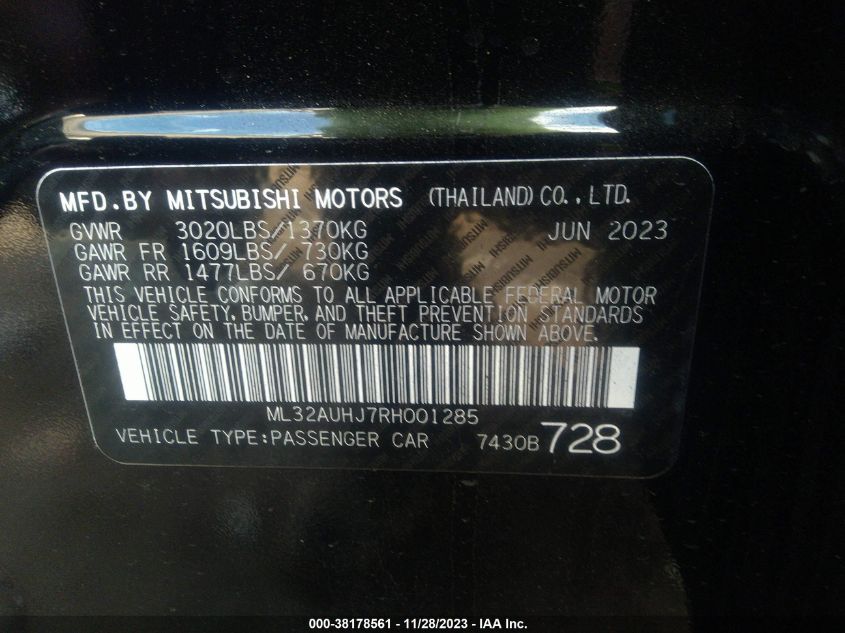 MFD.BY MITSUBISHI MOTORS (THAILAND) CO., LTD.
GVWR 3020LBS/1370KG JUN 2023
GAWR FR 1609LBS/ 730KG
GAWR RR 1477LBS/ 670KG
THIS VEHICLE CONFORMS TO ALL APPLICABLE FEDERAL MOTOR
VEHICLE SAFETY, BUMPER, AND THEFT PREVENTION STANDARDS
IN EFFECT ON THE DATE OF MANUFACTURE SHOWN ABOVE.
ML32AUHJ7RH001285
VEHICLE TYPE:PASSENGER CAR 7430B 728
000-38178561 - 11/28/2023 - IAA Inc.